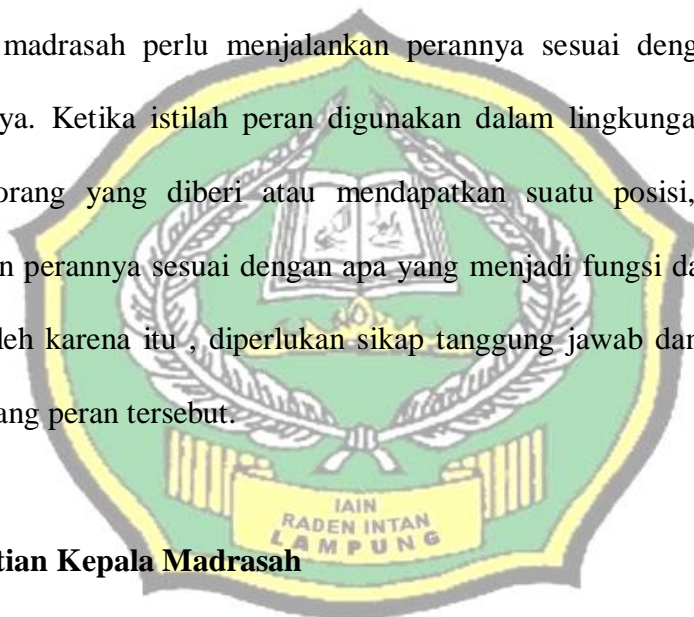 madrasah perlu menjalankan perannya sesuai deng
ya. Ketika istilah peran digunakan dalam lingkunga
orang yang diberi atau mendapatkan suatu posisi,
n perannya sesuai dengan apa yang menjadi fungsi da
leh karena itu , diperlukan sikap tanggung jawab dar
ang peran tersebut.
IAIN
RADEN INTAN
LAMPUNG
tian Kepala Madrasah